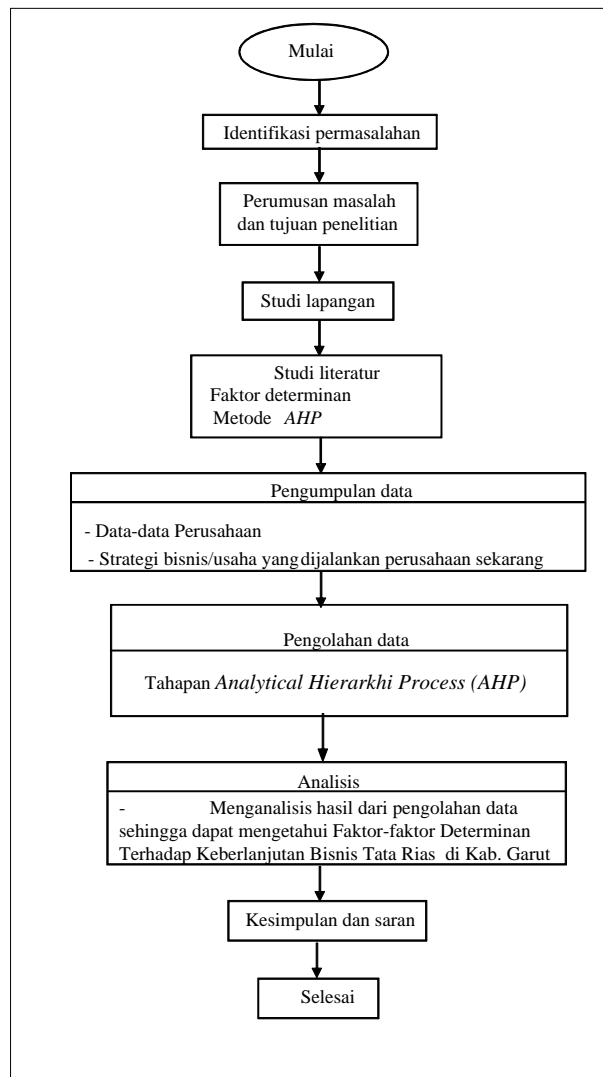 Mulai
Identifikasi permasalahan
Perumusan masalah
dan tujuan penelitian
Studi lapangan
Studi literatur
Faktor determinan
Metode AHP
Pengumpulan data
- Data-data Perusahaan
- Strategi bisnis/usaha yang dijalankan perusahaan sekarang
Pengolahan data
Tahapan Analytical Hierarkhi Process (AHP)
Analisis
- Menganalisis hasil dari pengolahan data
sehingga dapat mengetahui Faktor-faktor Determinan
Terhadap Keberlanjutan Bisnis Tata Rias di Kab. Garut
Kesimpulan dan saran
Selesai